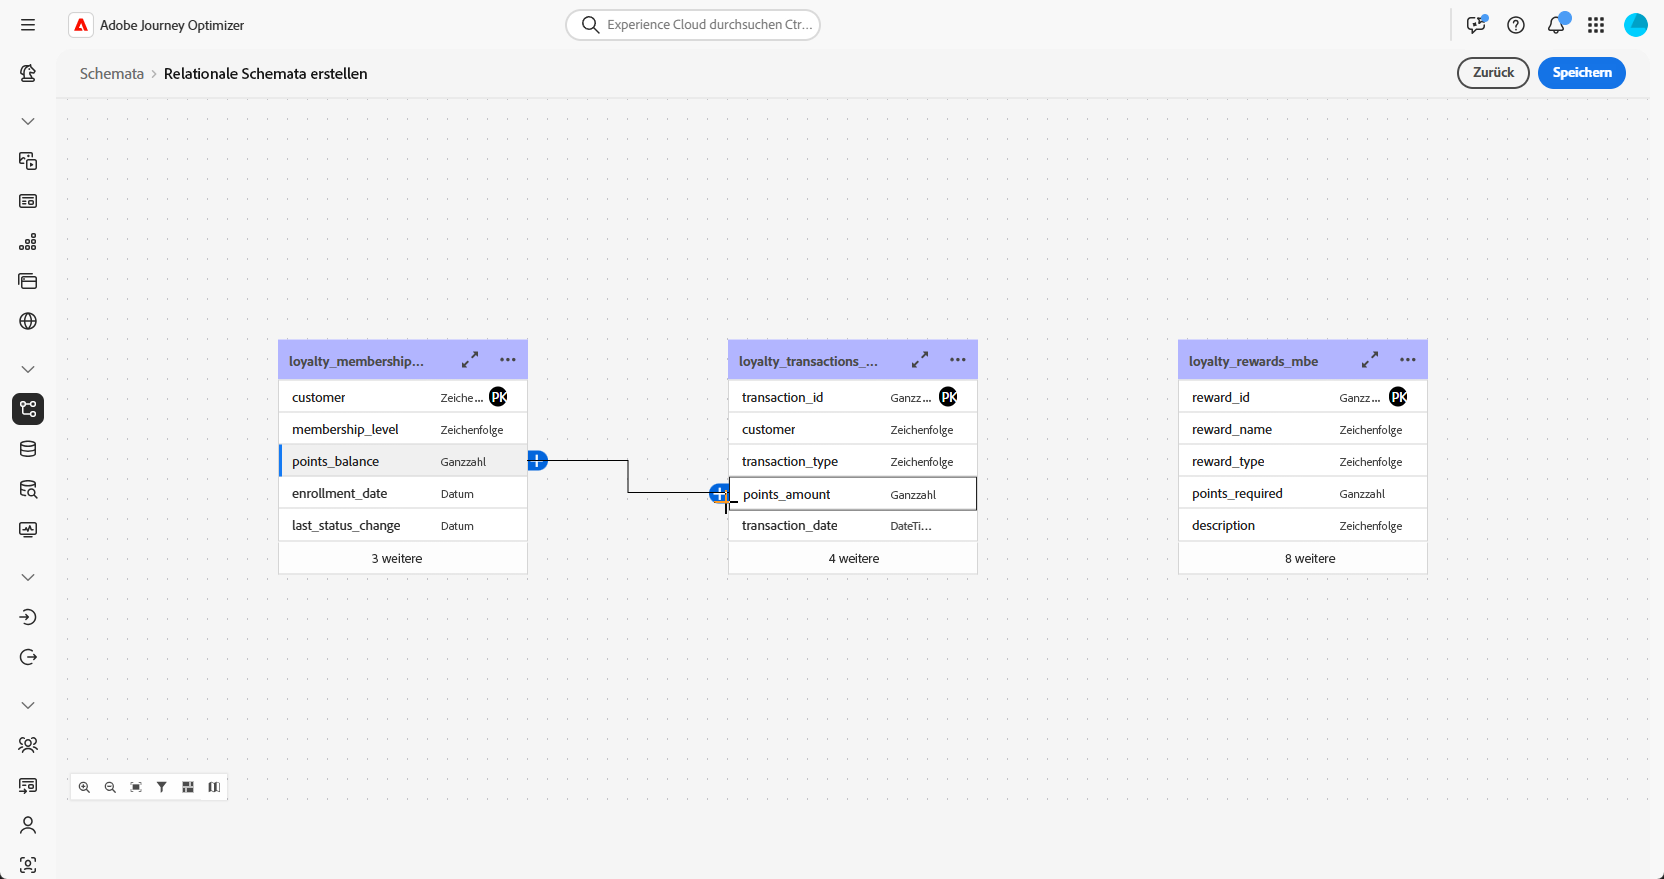 Adobe Journey Optimizer
Experience Cloud durchsuchen Ctr...
Schemata › Relationale Schemata erstellen
Zurück
Speichern
loyalty_membership...
customer Zeiche... PK
membership_level Zeichenfolge
points_balance Ganzzahl
enrollment_date Datum
last_status_change Datum
3 weitere
loyalty_transactions_...
transaction_id Ganzz... PK
customer Zeichenfolge
transaction_type Zeichenfolge
points_amount Ganzzahl
transaction_date DateTi...
4 weitere
loyalty_rewards_mbe
reward_id Ganzz... PK
reward_name Zeichenfolge
reward_type Zeichenfolge
points_required Ganzzahl
description Zeichenfolge
8 weitere